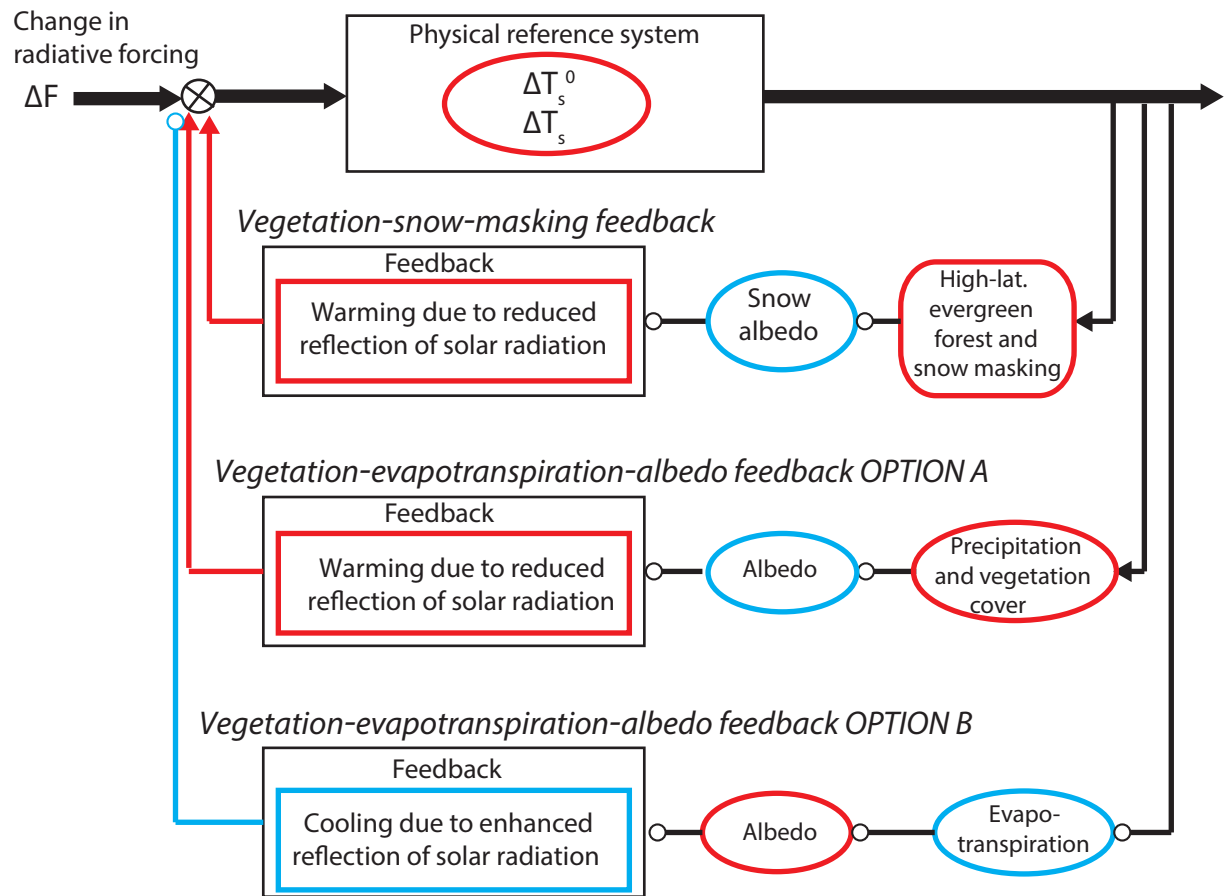 Change in
radiative forcing
ΔF
Physical reference system
ΔTs⁰
ΔTs
Vegetation-snow-masking feedback
Feedback
Warming due to reduced
reflection of solar radiation
Snow
albedo
High-lat.
evergreen
forest and
snow masking
Vegetation-evapotranspiration-albedo feedback OPTION A
Feedback
Warming due to reduced
reflection of solar radiation
Albedo
Precipitation
and vegetation
cover
Vegetation-evapotranspiration-albedo feedback OPTION B
Feedback
Cooling due to enhanced
reflection of solar radiation
Albedo
Evapo-
transpiration